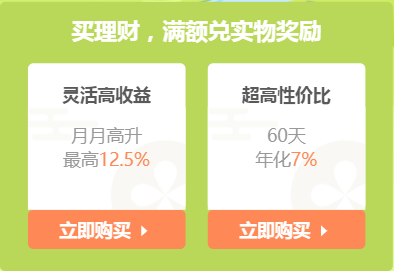 买理财，满额兑实物奖励
灵活高收益
月月高升
最高12.5%
立即购买
超高性价比
60天
年化7%
立即购买